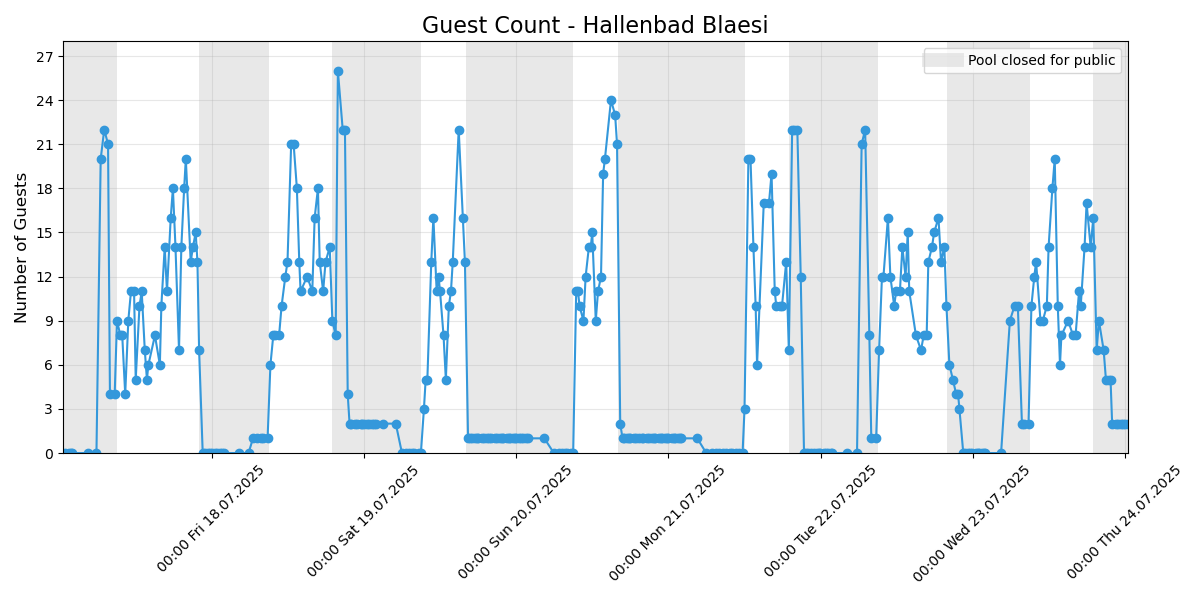 Guest Count - Hallenbad Blaesi
Pool closed for public
Number of Guests
27
24
21
18
15
12
9
6
3
0
00:00 Fri 18.07.2025
00:00 Sat 19.07.2025
00:00 Sun 20.07.2025
00:00 Mon 21.07.2025
00:00 Tue 22.07.2025
00:00 Wed 23.07.2025
00:00 Thu 24.07.2025